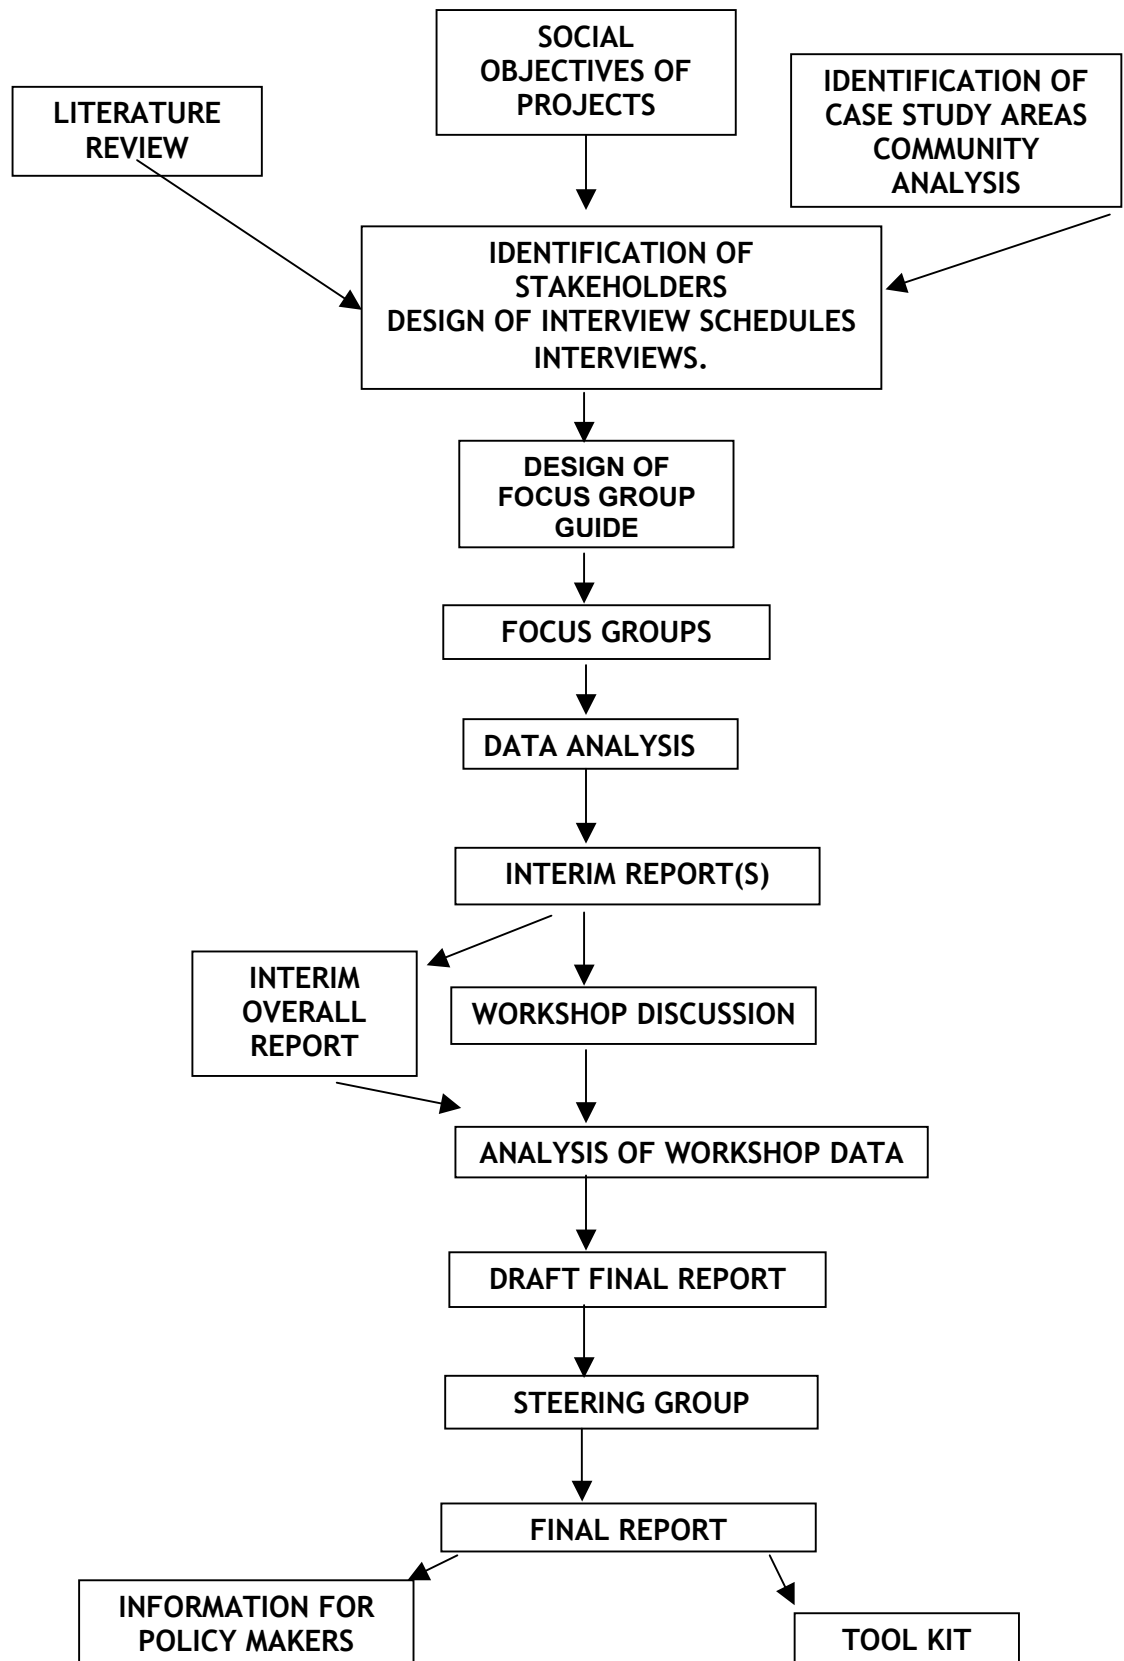 SOCIAL
OBJECTIVES OF
PROJECTS
LITERATURE
REVIEW
IDENTIFICATION OF
CASE STUDY AREAS
COMMUNITY
ANALYSIS
IDENTIFICATION OF
STAKEHOLDERS
DESIGN OF INTERVIEW SCHEDULES
INTERVIEWS.
DESIGN OF
FOCUS GROUP
GUIDE
FOCUS GROUPS
DATA ANALYSIS
INTERIM REPORT(S)
INTERIM
OVERALL
REPORT
WORKSHOP DISCUSSION
ANALYSIS OF WORKSHOP DATA
DRAFT FINAL REPORT
STEERING GROUP
FINAL REPORT
INFORMATION FOR
POLICY MAKERS
TOOL KIT